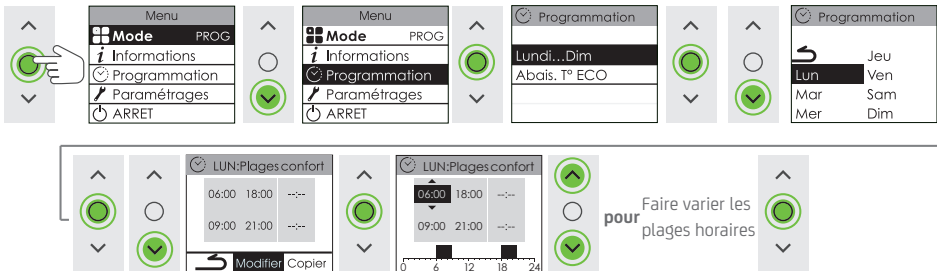 Menu
Mode PROG
i Informations
Programmation
Paramétrages
ARRET
Menu
Mode PROG
i Informations
Programmation
Paramétrages
ARRET
Programmation
Lundi...Dim
Abais. T° ECO
Programmation
Jeu
Lun Ven
Mar Sam
Mer Dim
LUN:Plages confort
06:00 18:00 --:--
09:00 21:00 --:--
Modifier Copier
LUN:Plages confort
06:00 18:00 --:--
09:00 21:00 --:--
0 6 12 18 24
pour Faire varier les
plages horaires